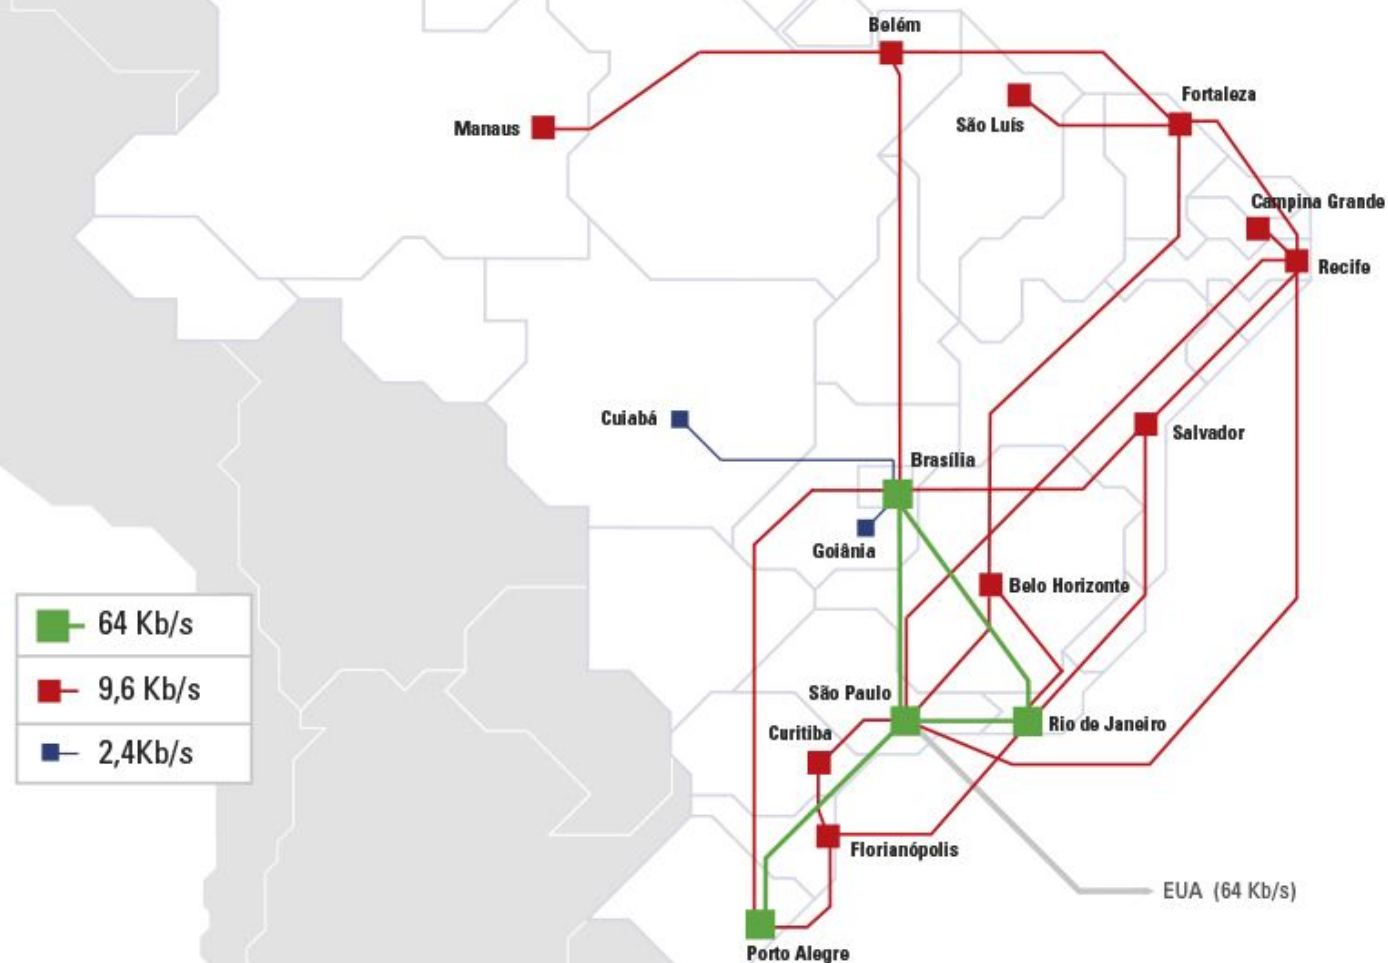 Belém
Fortaleza
São Luís
Manaus
Campina Grande
Recife
Cuiabá
Salvador
Brasília
Goiânia
Belo Horizonte
64 Kb/s
9,6 Kb/s
2,4Kb/s
São Paulo
Rio de Janeiro
Curitiba
Florianópolis
EUA (64 Kb/s)
Porto Alegre